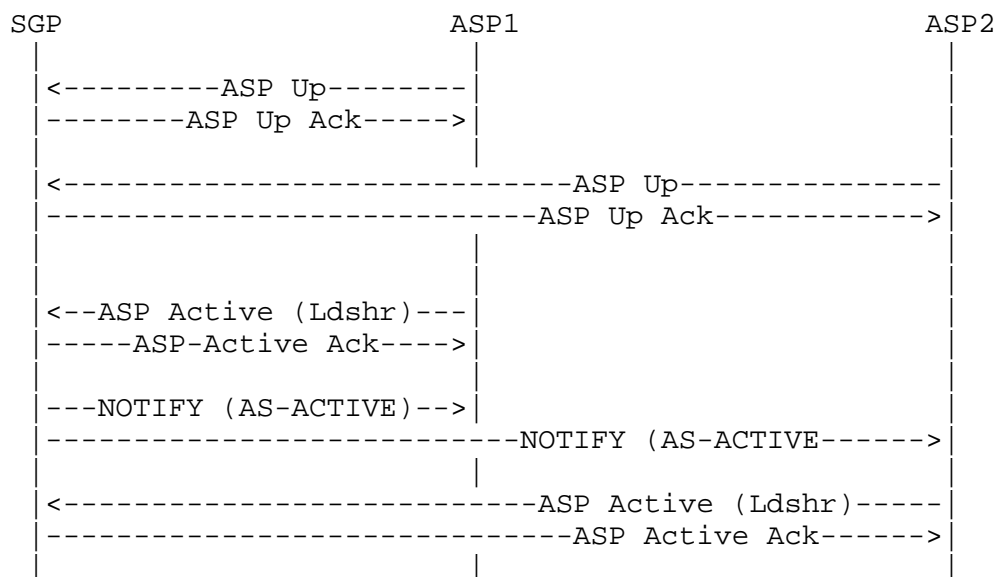 SGP ASP1 ASP2
| | |
|<---------ASP Up--------| |
|--------ASP Up Ack----->| |
| | |
|<-----------------------------ASP Up---------------|
|----------------------------ASP Up Ack------------>|
| | |
| | |
|<--ASP Active (Ldshr)---| |
|-----ASP-Active Ack---->| |
| | |
|---NOTIFY (AS-ACTIVE)-->| |
|---------------------------NOTIFY (AS-ACTIVE------>|
| | |
|<---------------------------ASP Active (Ldshr)-----|
|------------------------------ASP Active Ack------>|
| | |